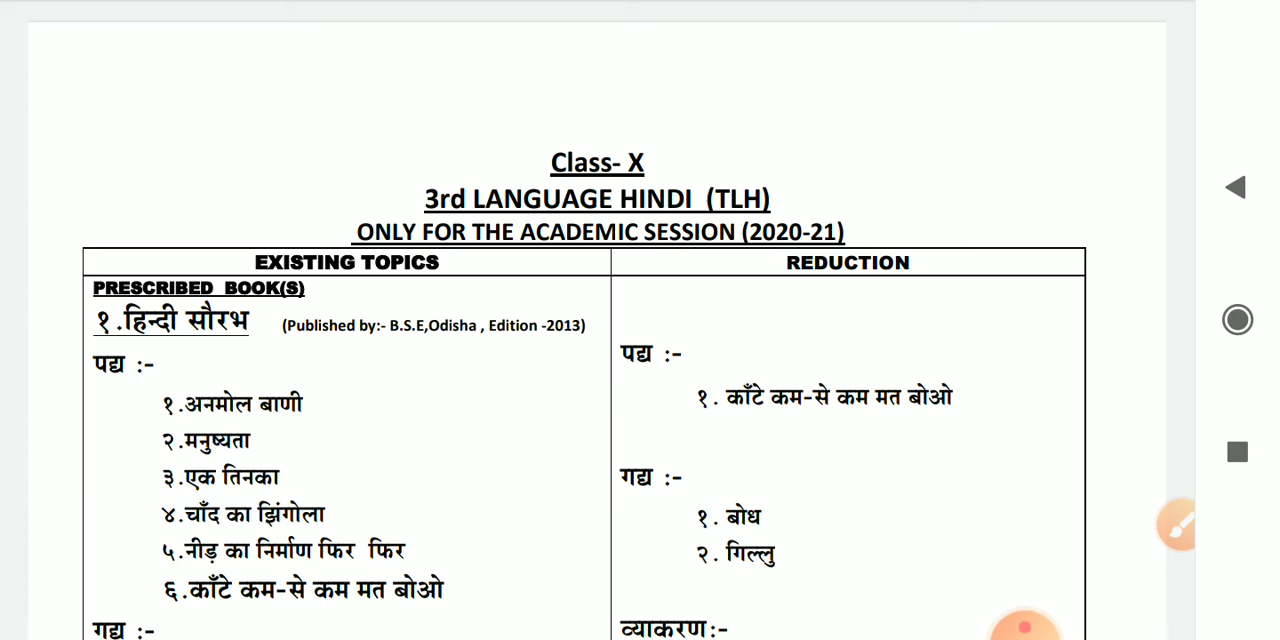 Class- X
3rd LANGUAGE HINDI (TLH)
ONLY FOR THE ACADEMIC SESSION (2020-21)
EXISTING TOPICS
PRESCRIBED BOOK(S)
१.हिन्दी सौरभ (Published by:- B.S.E,Odisha , Edition -2013)
पद्य :-
१.अनमोल बाणी
२.मनुष्यता
३.एक तिनका
४.चाँद का झिंगोला
५.नीड़ का निर्माण फिर फिर
६.काँटे कम-से कम मत बोओ
गद्य :-
REDUCTION
पद्य :-
१. काँटे कम-से कम मत बोओ
गद्य :-
१. बोध
२. गिल्लु
व्याकरण:-